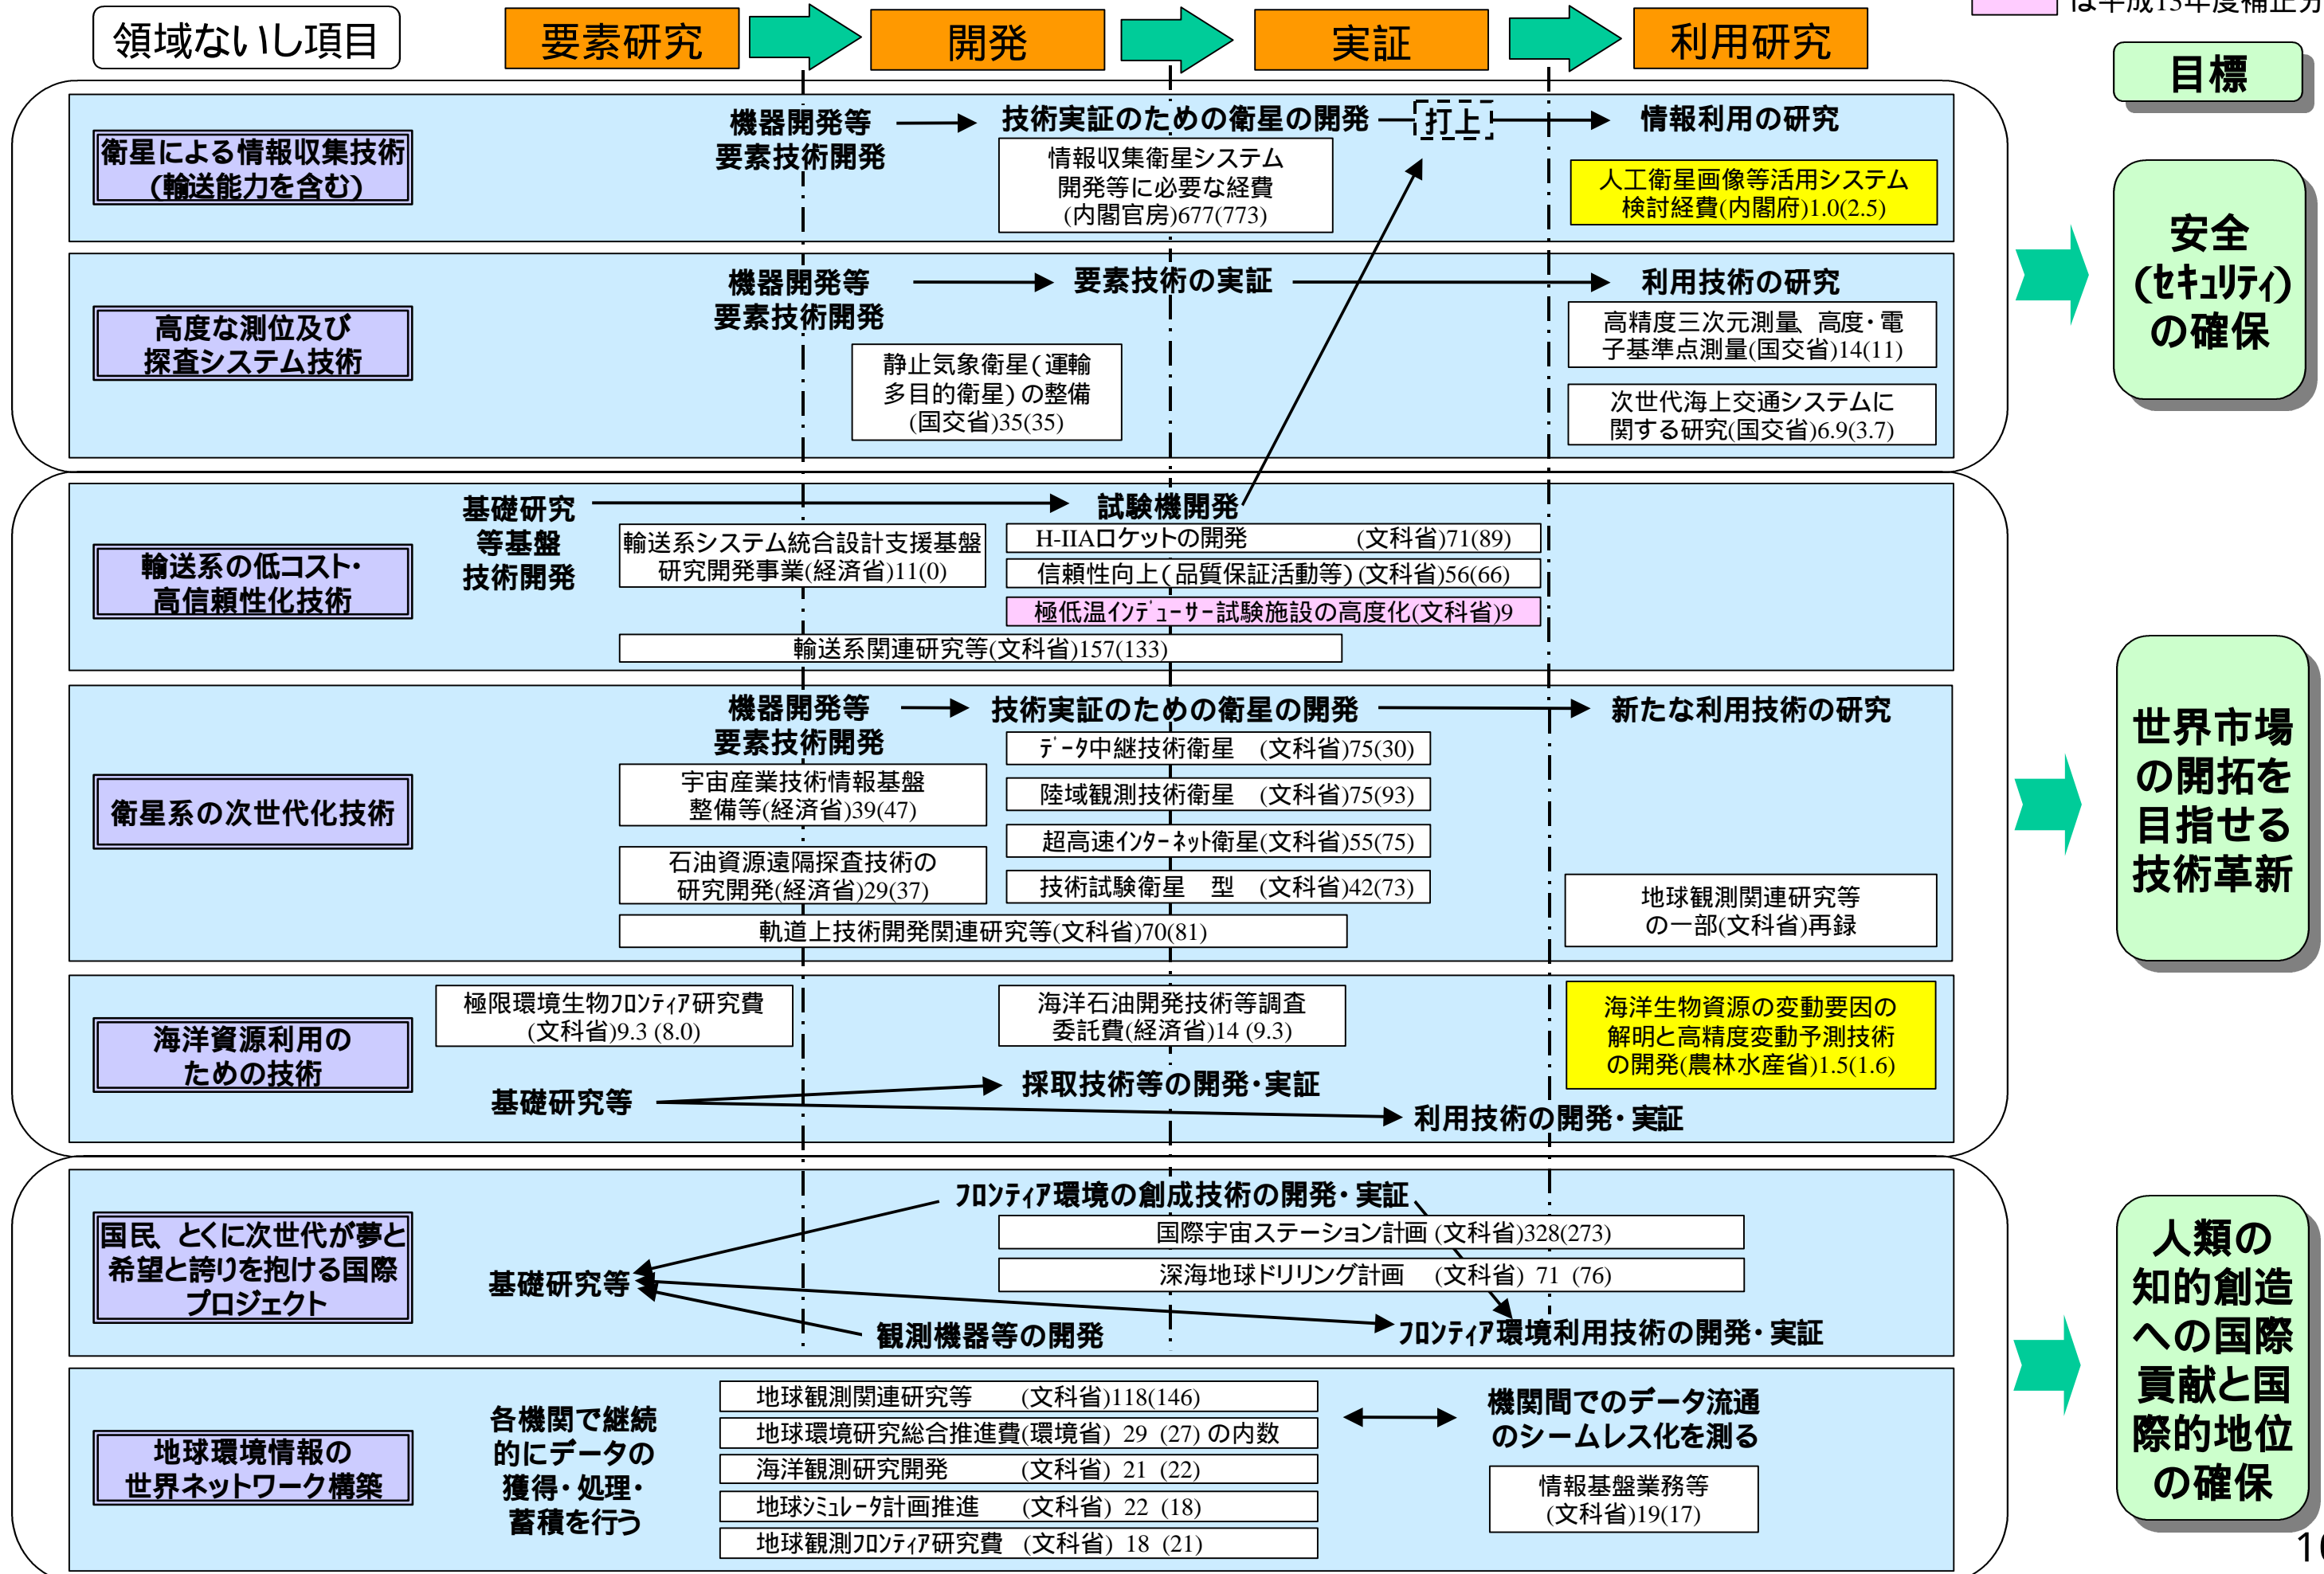 は平成13年度補正分
領域ないし項目
要素研究
開発
実証
利用研究
目標
衛星による情報収集技術
(輸送能力を含む)
機器開発等
要素技術開発
技術実証のための衛星の開発
打上
情報利用の研究
情報収集衛星システム
開発等に必要な経費
(内閣官房)677(773)
人工衛星画像等活用システム
検討経費(内閣府)1.0(2.5)
高度な測位及び
探査システム技術
機器開発等
要素技術開発
要素技術の実証
利用技術の研究
静止気象衛星(運輸
多目的衛星)の整備
(国交省)35(35)
高精度三次元測量、高度・電
子基準点測量(国交省)14(11)
次世代海上交通システムに
関する研究(国交省)6.9(3.7)
安全
(セキュリティ)
の確保
輸送系の低コスト・
高信頼性化技術
基礎研究
等基盤
技術開発
試験機開発
輸送系システム統合設計支援基盤
研究開発事業(経済省)11(0)
H-IIAロケットの開発 (文科省)71(89)
信頼性向上(品質保証活動等)(文科省)56(66)
極低温インデューサー試験施設の高度化(文科省)9
輸送系関連研究等(文科省)157(133)
衛星系の次世代化技術
機器開発等
要素技術開発
技術実証のための衛星の開発
新たな利用技術の研究
宇宙産業技術情報基盤
整備等(経済省)39(47)
石油資源遠隔探査技術の
研究開発(経済省)29(37)
データ中継技術衛星 (文科省)75(30)
陸域観測技術衛星 (文科省)75(93)
超高速インターネット衛星(文科省)55(75)
技術試験衛星 型 (文科省)42(73)
軌道上技術開発関連研究等(文科省)70(81)
地球観測関連研究等
の一部(文科省)再録
海洋資源利用の
ための技術
極限環境生物フロンティア研究費
(文科省)9.3 (8.0)
海洋石油開発技術等調査
委託費(経済省)14 (9.3)
海洋生物資源の変動要因の
解明と高精度変動予測技術
の開発(農林水産省)1.5(1.6)
基礎研究等
採取技術等の開発・実証
利用技術の開発・実証
世界市場
の開拓を
目指せる
技術革新
国民、とくに次世代が夢と
希望と誇りを抱ける国際
プロジェクト
フロンティア環境の創成技術の開発・実証
国際宇宙ステーション計画 (文科省)328(273)
深海地球ドリリング計画 (文科省) 71 (76)
基礎研究等
観測機器等の開発
フロンティア環境利用技術の開発・実証
地球環境情報の
世界ネットワーク構築
各機関で継続
的にデータの
獲得・処理・
蓄積を行う
地球観測関連研究等 (文科省)118(146)
地球環境研究総合推進費(環境省) 29 (27) の内数
海洋観測研究開発 (文科省) 21 (22)
地球シミュレータ計画推進 (文科省) 22 (18)
地球観測フロンティア研究費 (文科省) 18 (21)
機関間でのデータ流通
のシームレス化を測る
情報基盤業務等
(文科省)19(17)
人類の
知的創造
への国際
貢献と国
際的地位
の確保